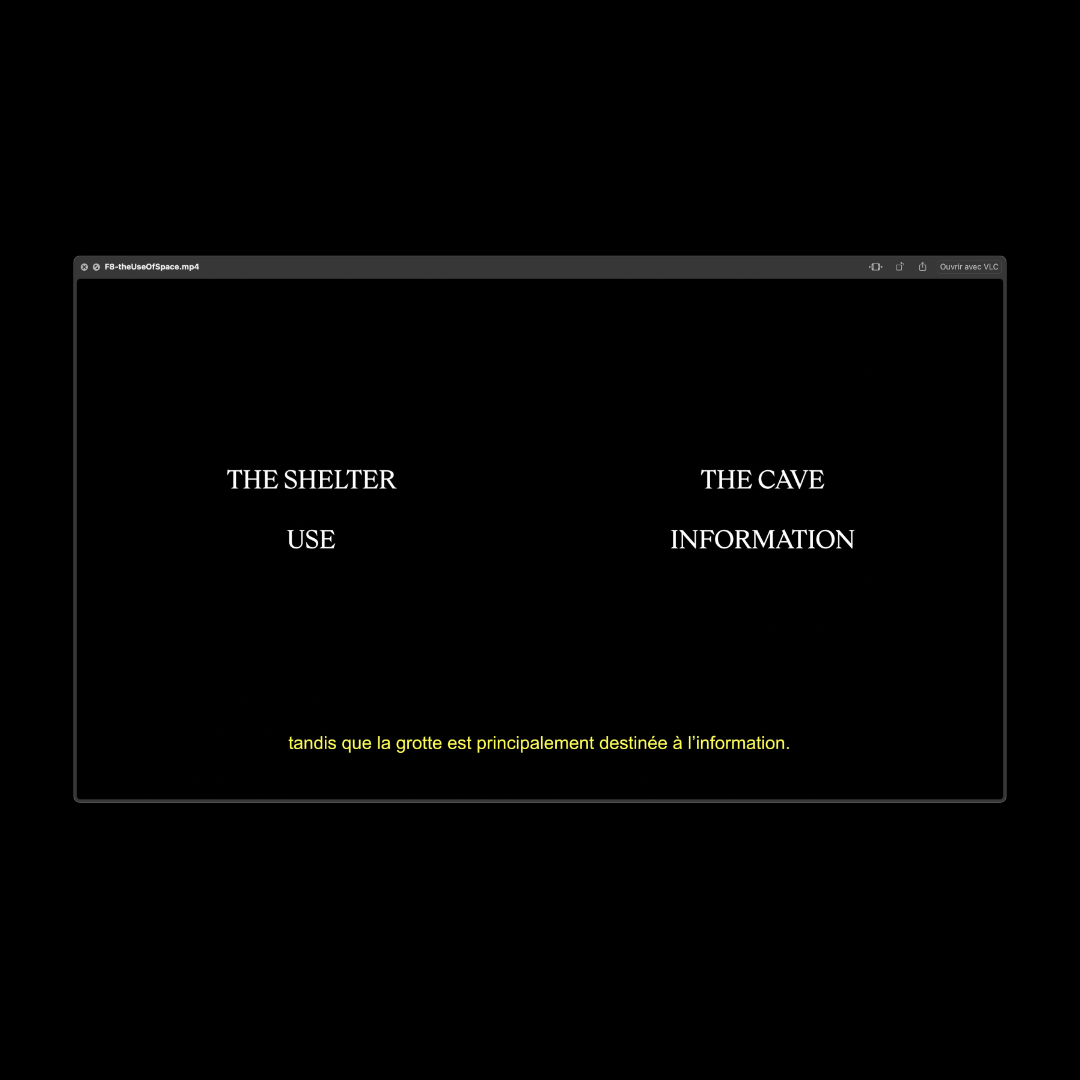 F8-theUseOfSpace.mp4
Ouvrir avec VLC
THE SHELTER
THE CAVE
USE
INFORMATION
tandis que la grotte est principalement destinée à l’information.